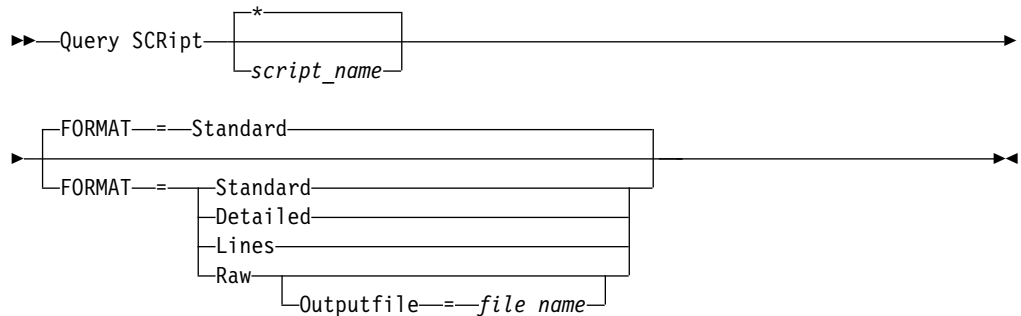 *
Query SCRipt
script_name
FORMAT = Standard
FORMAT = Standard
Detailed
Lines
Raw
Outputfile = file name